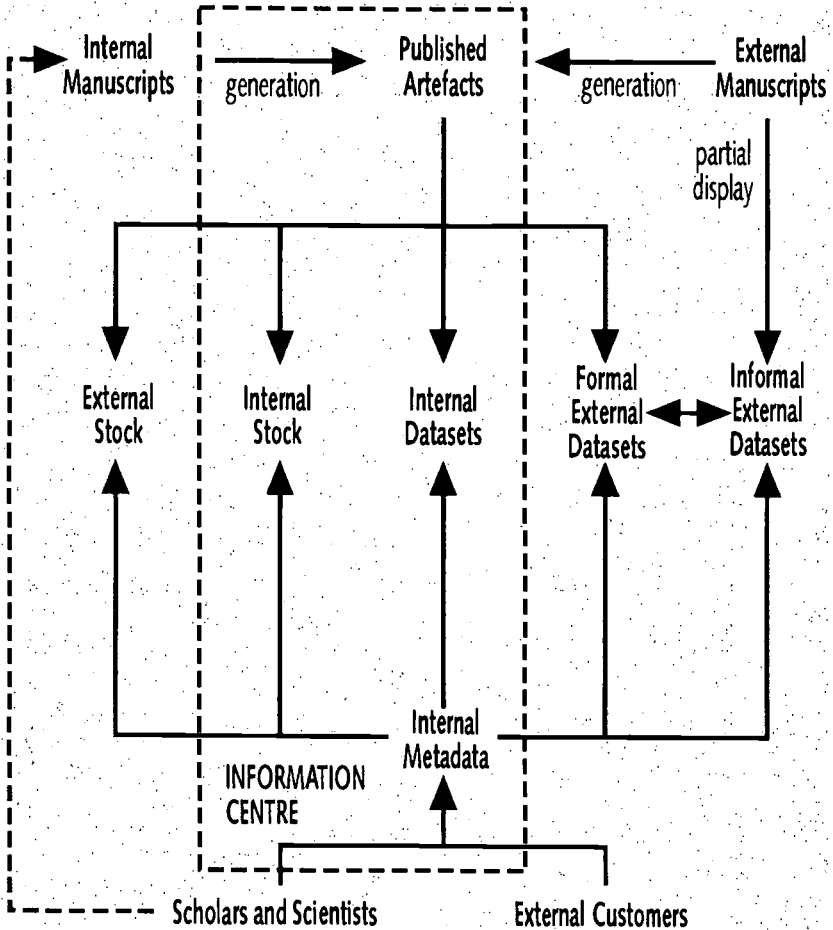 Internal
Manuscripts
generation
Published
Artefacts
generation
External
Manuscripts
partial
display
External
Stock
Internal
Stock
Internal
Datasets
Formal
External
Datasets
Informal
External
Datasets
Internal
Metadada
INFORMATION
CENTRE
Scholars and Scientists
External Customers